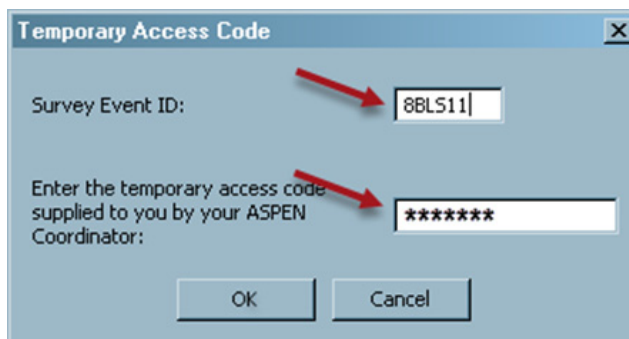 Temporary Access Code
Survey Event ID:
8BLS11
Enter the temporary access code
supplied to you by your ASPEN
Coordinator:
*******
OK
Cancel